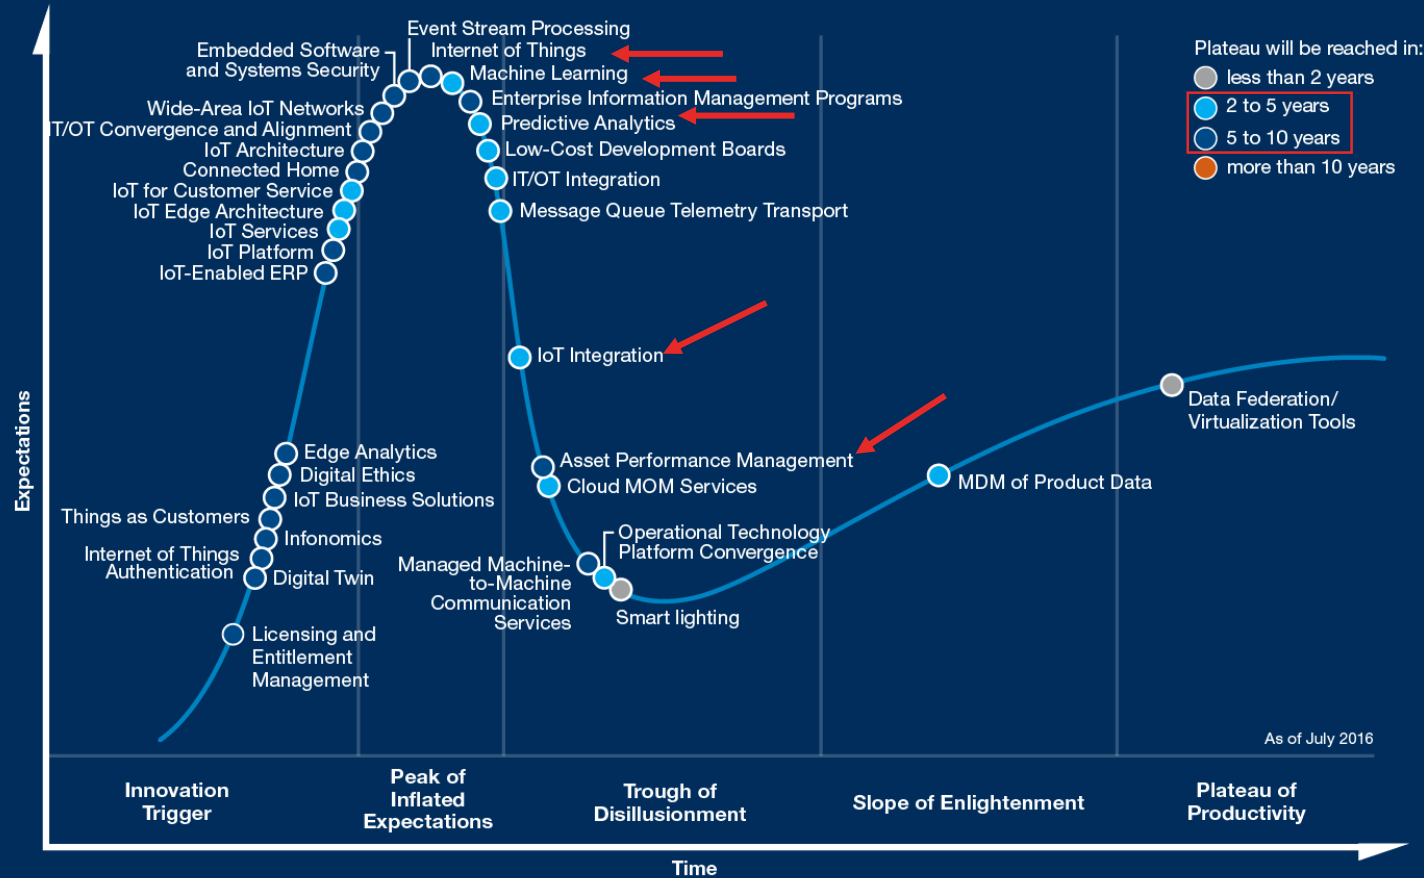 Event Stream Processing
Internet of Things
Embedded Software
and Systems Security
Machine Learning
Enterprise Information Management Programs
Wide-Area IoT Networks
Predictive Analytics
IT/OT Convergence and Alignment
IoT Architecture
Low-Cost Development Boards
Connected Home
IT/OT Integration
IoT for Customer Service
IoT Edge Architecture
Message Queue Telemetry Transport
IoT Services
IoT Platform
IoT-Enabled ERP
Plateau will be reached in:
less than 2 years
2 to 5 years
5 to 10 years
more than 10 years
IoT Integration
Data Federation/
Virtualization Tools
Edge Analytics
Asset Performance Management
Digital Ethics
Cloud MOM Services
MDM of Product Data
IoT Business Solutions
Things as Customers
Infonomics
Operational Technology
Platform Convergence
Internet of Things
Authentication
Digital Twin
Managed Machine-
to-Machine
Communication
Services
Smart lighting
Licensing and
Entitlement
Management
As of July 2016
Expectations
Innovation
Trigger
Peak of
Inflated
Expectations
Trough of
Disillusionment
Slope of Enlightenment
Plateau of
Productivity
Time